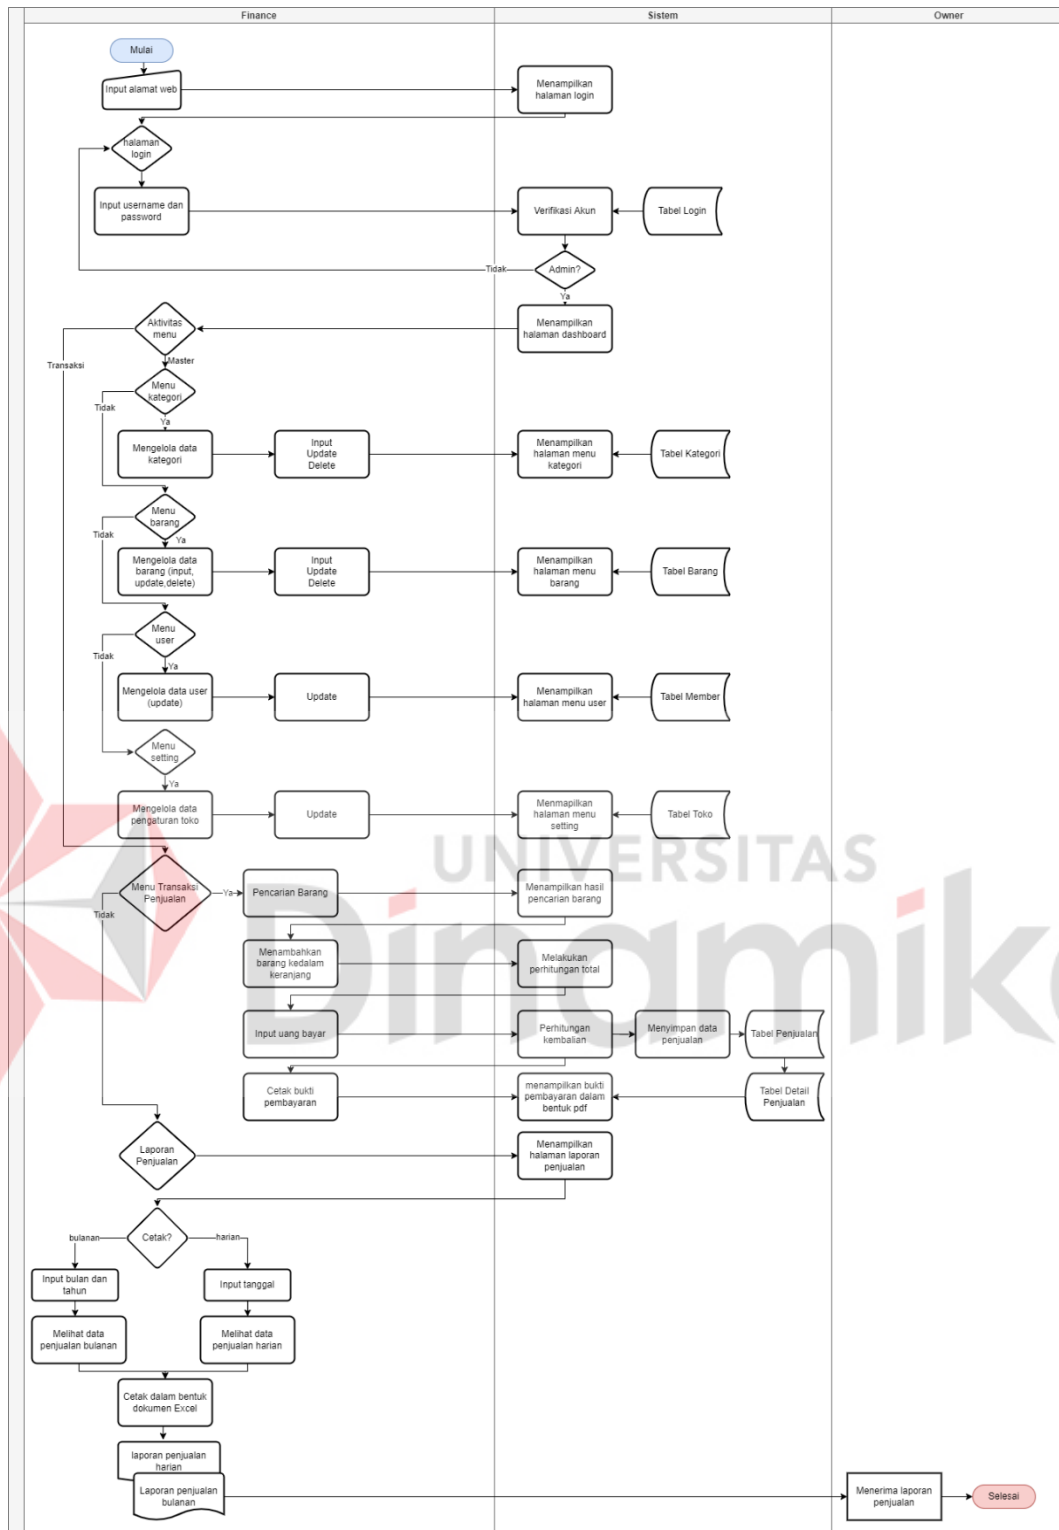 Finance
Sistem
Owner
Mulai
Input alamat web
Menampilkan
halaman login
halaman
login
Input username dan
password
Verifikasi Akun
Tabel Login
Tidak
Admin?
Ya
Aktivitas
menu
Menampilkan
halaman dashboard
Transaksi
Master
Menu
kategori
Tidak
Ya
Mengelola data
kategori
Input
Update
Delete
Menampilkan
halaman menu
kategori
Tabel Kategori
Menu
barang
Tidak
Ya
Mengelola data
barang (input,
update,delete)
Input
Update
Delete
Menampilkan
halaman menu
barang
Tabel Barang
Menu
user
Tidak
Ya
Mengelola data user
(update)
Update
Menampilkan
halaman menu user
Tabel Member
Menu
setting
Ya
Mengelola data
pengaturan toko
Update
Menmapilkan
halaman menu
setting
Tabel Toko
UNIVERSITAS
Dinamika
Menu Transaksi
Penjualan
Ya
Tidak
Pencarian Barang
Menampilkan hasil
pencarian barang
Menambahkan
barang kedalam
keranjang
Melakukan
perhitungan total
Input uang bayar
Perhitungan
kembalian
Menyimpan data
penjualan
Tabel Penjualan
Cetak bukti
pembayaran
menampilkan bukti
pembayaran dalam
bentuk pdf
Tabel Detail
Penjualan
Laporan
Penjualan
Menampilkan
halaman laporan
penjualan
Cetak?
bulanan
harian
Input bulan dan
tahun
Input tanggal
Melihat data
penjualan bulanan
Melihat data
penjualan harian
Cetak dalam bentuk
dokumen Excel
laporan penjualan
harian
Laporan penjualan
bulanan
Menerima laporan
penjualan
Selesai